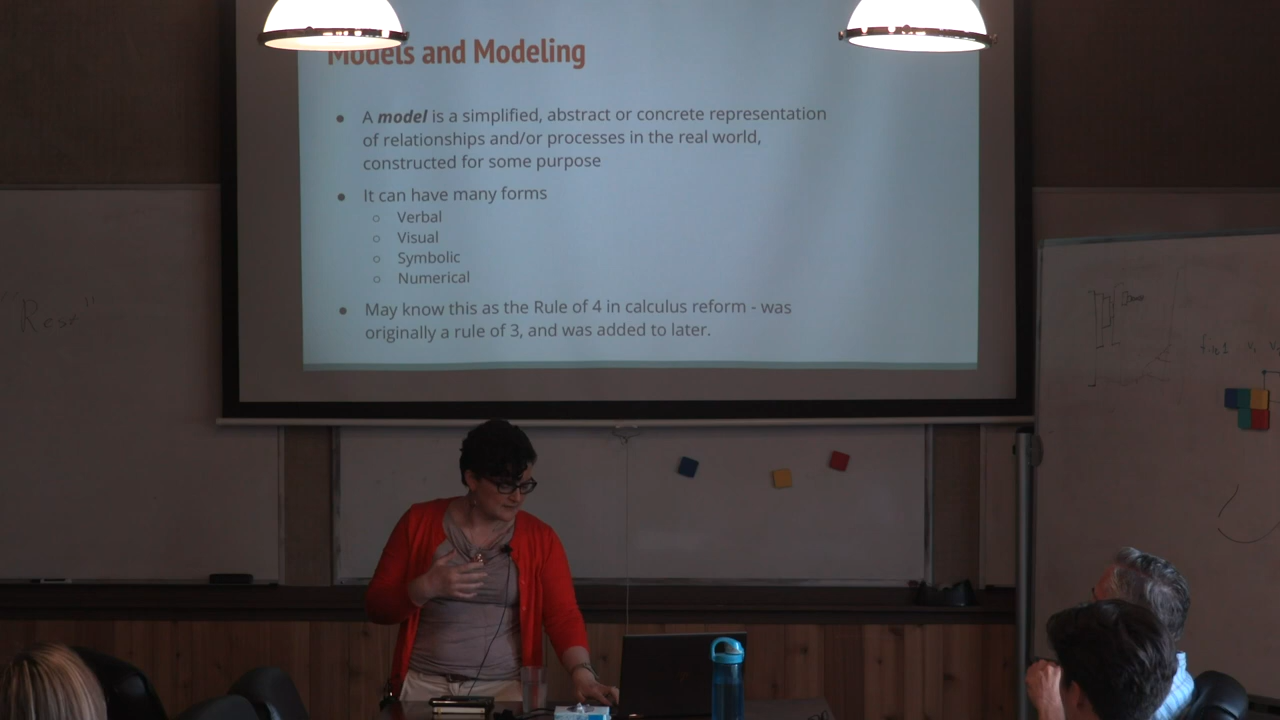 Models and Modeling
● A model is a simplified, abstract or concrete representation
of relationships and/or processes in the real world,
constructed for some purpose
● It can have many forms
○ Verbal
○ Visual
○ Symbolic
○ Numerical
● May know this as the Rule of 4 in calculus reform - was
originally a rule of 3, and was added to later.
"Rest"